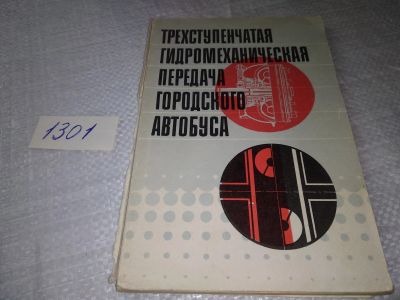 ТРЕХСТУПЕНЧАТАЯ
ГИДРОМЕХАНИЧЕСКАЯ
ПЕРЕДАЧА
ГОРОДСКОГО
АВТОБУСА
1301